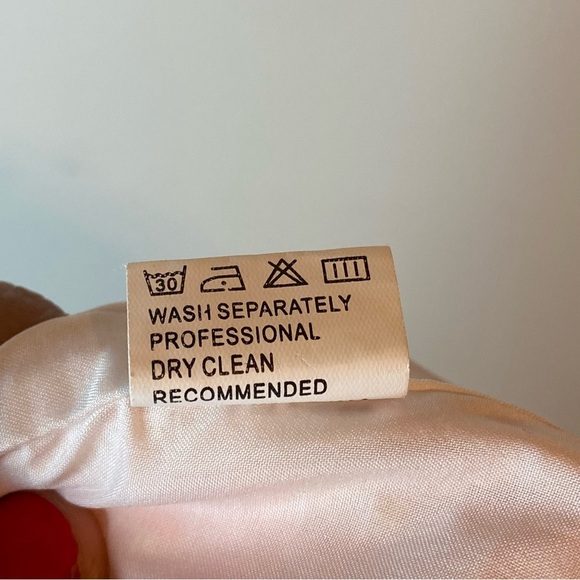 30
WASH SEPARATELY
PROFESSIONAL
DRY CLEAN
RECOMMENDED